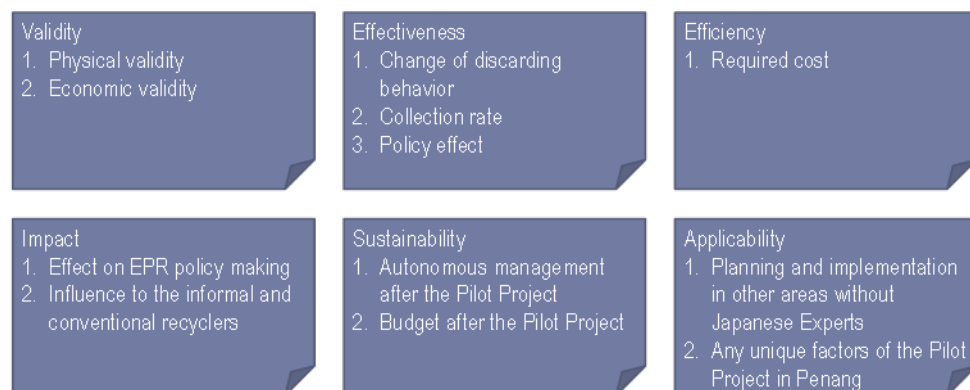 Validity
1. Physical validity
2. Economic validity
Effectiveness
1. Change of discarding
behavior
2. Collection rate
3. Policy effect
Efficiency
1. Required cost
Impact
1. Effect on EPR policy making
2. Influence to the informal and
conventional recyclers
Sustainability
1. Autonomous management
after the Pilot Project
2. Budget after the Pilot Project
Applicability
1. Planning and implementation
in other areas without
Japanese Experts
2. Any unique factors of the Pilot
Project in Penang